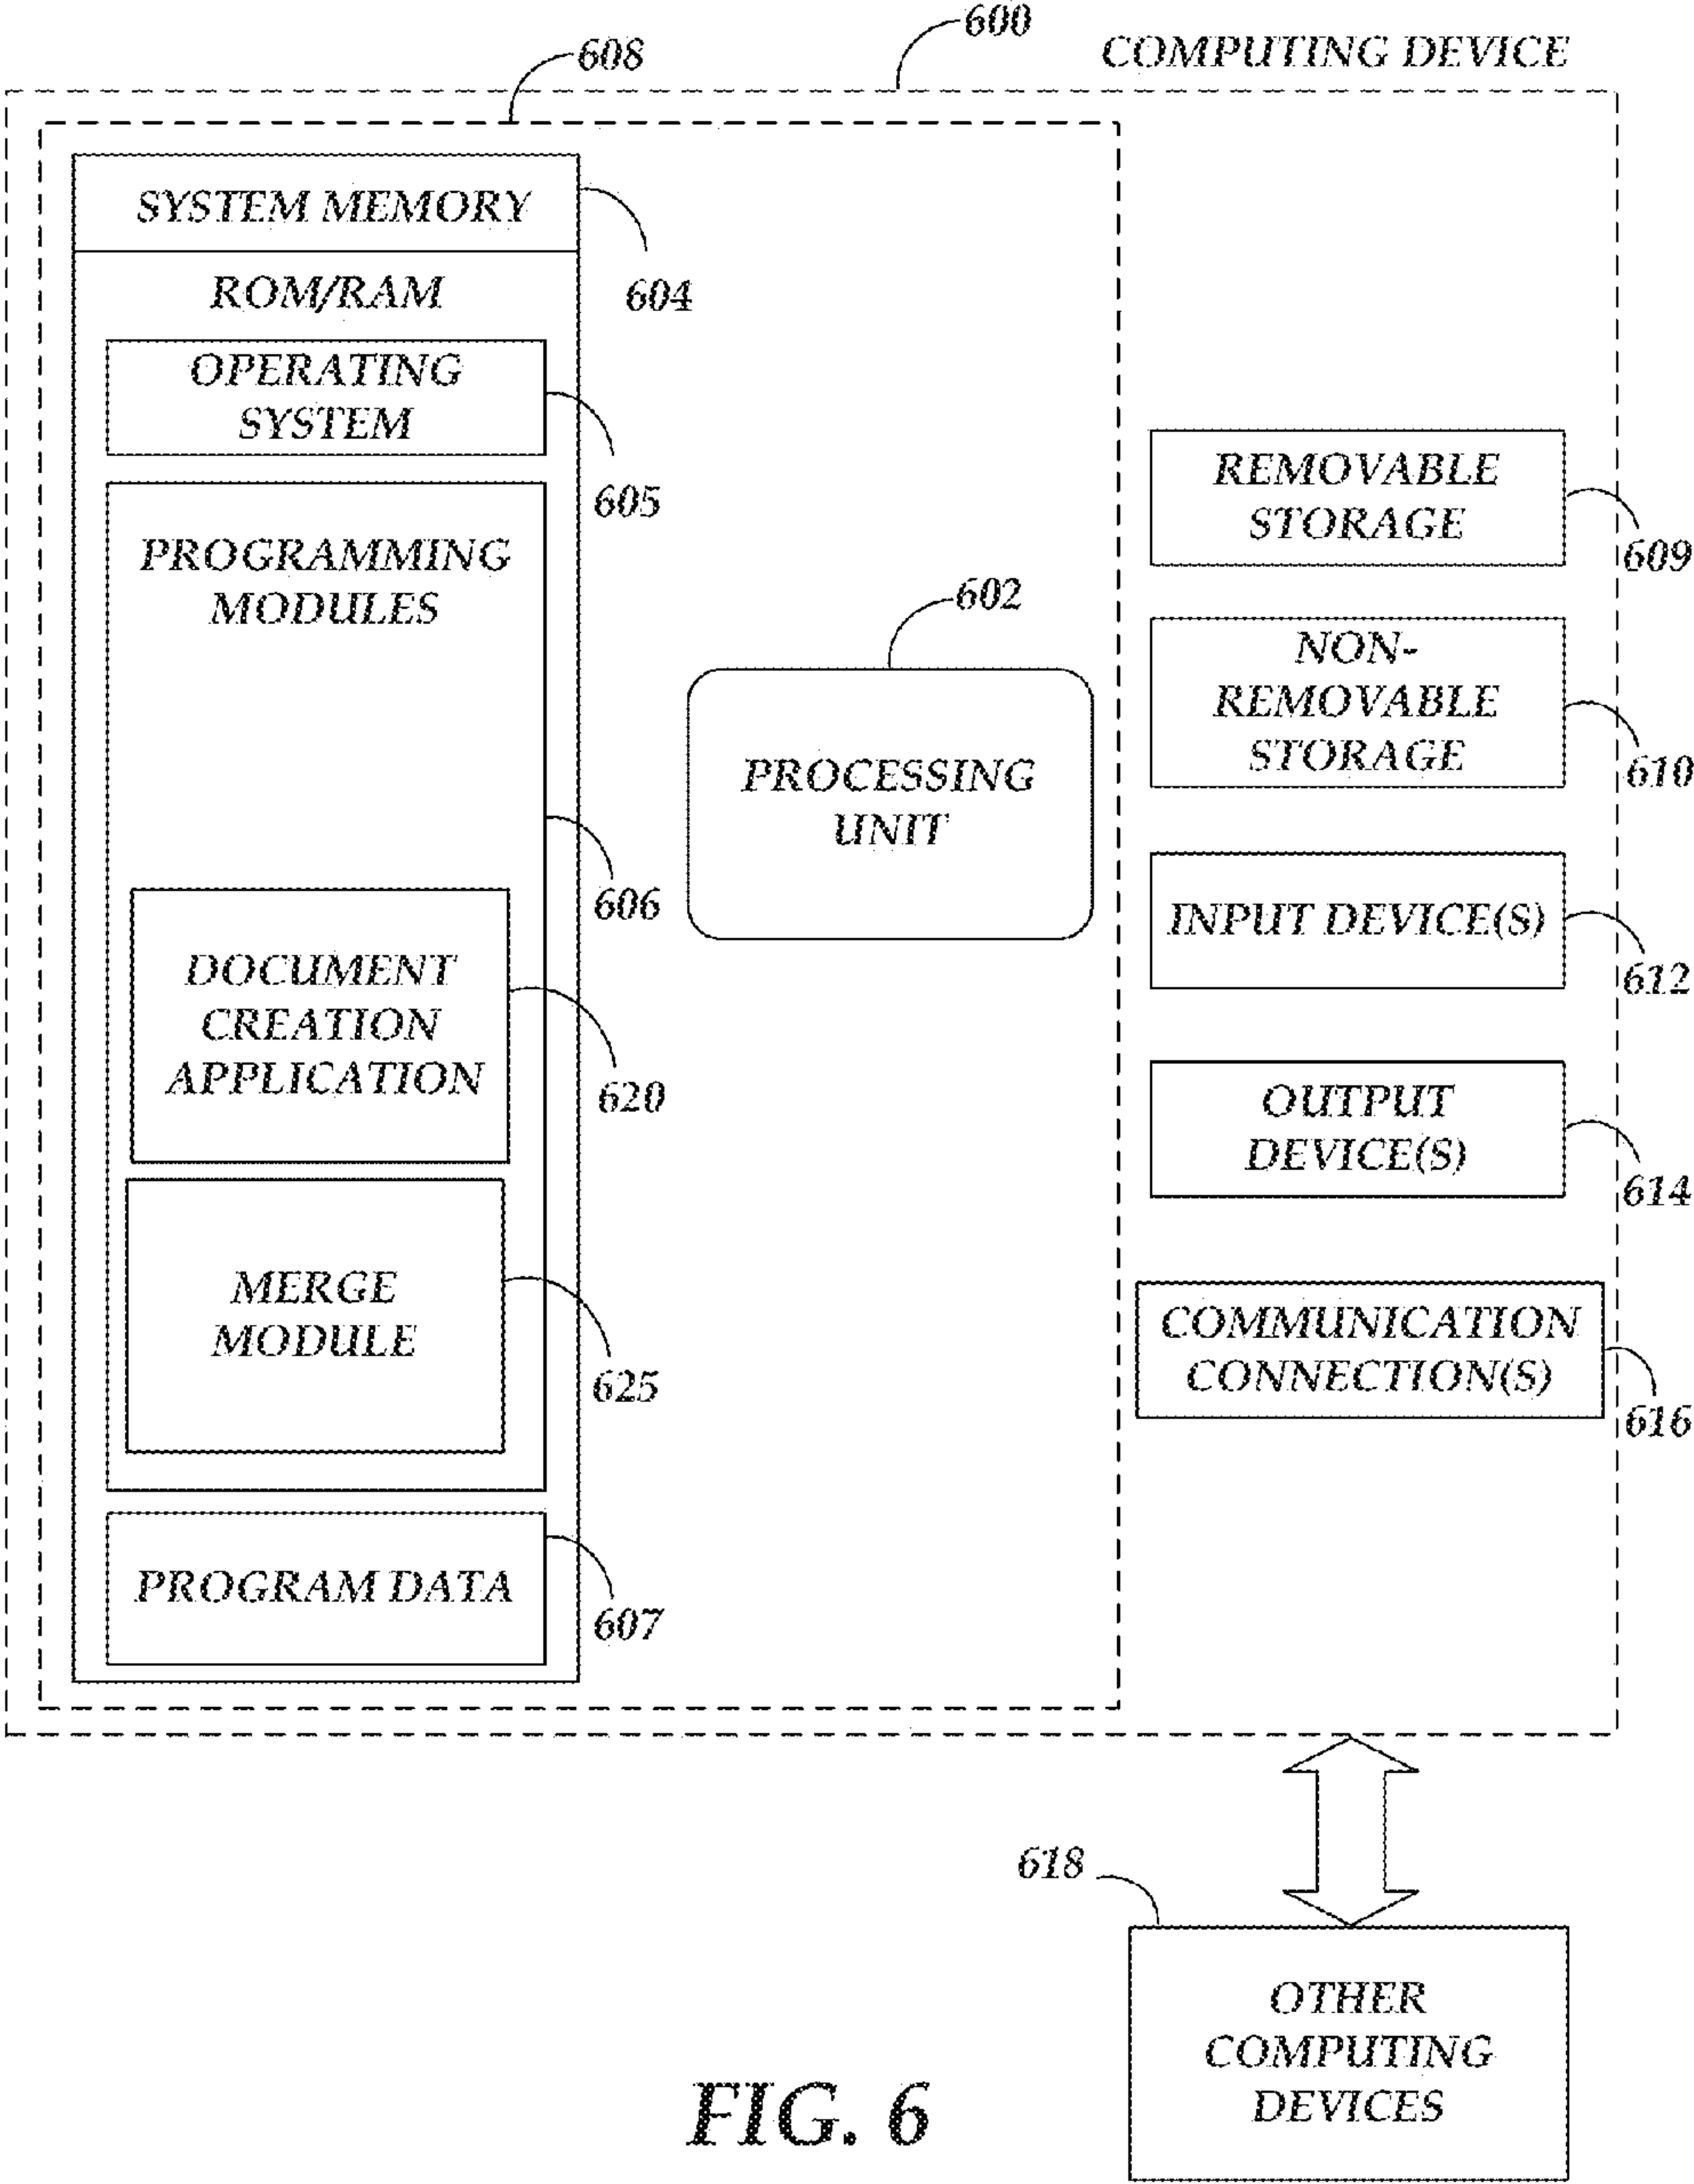 600
COMPUTING DEVICE
608
SYSTEM MEMORY
604
ROM/RAM
OPERATING
SYSTEM
605
PROGRAMMING
MODULES
606
DOCUMENT
CREATION
APPLICATION
620
MERGE
MODULE
625
PROGRAM DATA
607
602
PROCESSING
UNIT
REMOVABLE
STORAGE
609
NON-
REMOVABLE
STORAGE
610
INPUT DEVICE(S)
612
OUTPUT
DEVICE(S)
614
COMMUNICATION
CONNECTION(S)
616
618
OTHER
COMPUTING
DEVICES
FIG. 6